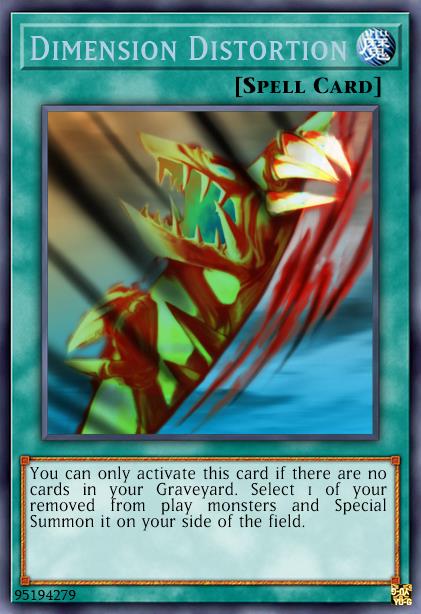 Dimension Distortion 魔
[Spell Card]
You can only activate this card if there are no
cards in your Graveyard. Select 1 of your
removed from play monsters and Special
Summon it on your side of the field.
95194279